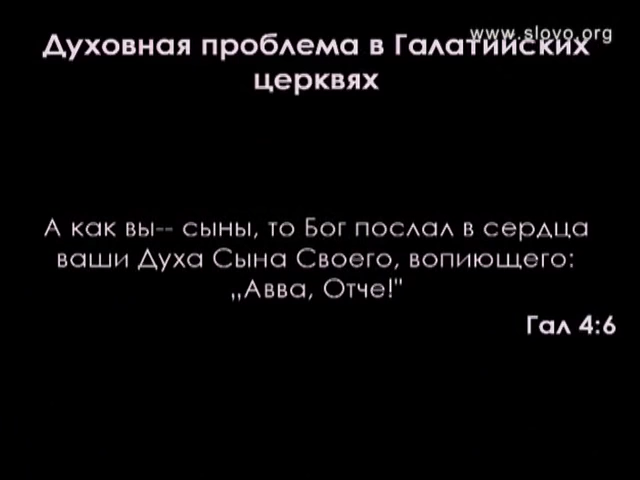 www.slovo.org
Духовная проблема в Галатийских
церквях
А как вы-- сыны, то Бог послал в сердца
ваши Духа Сына Своего, вопиющего:
,,Авва, Отче!"
Гал 4:6